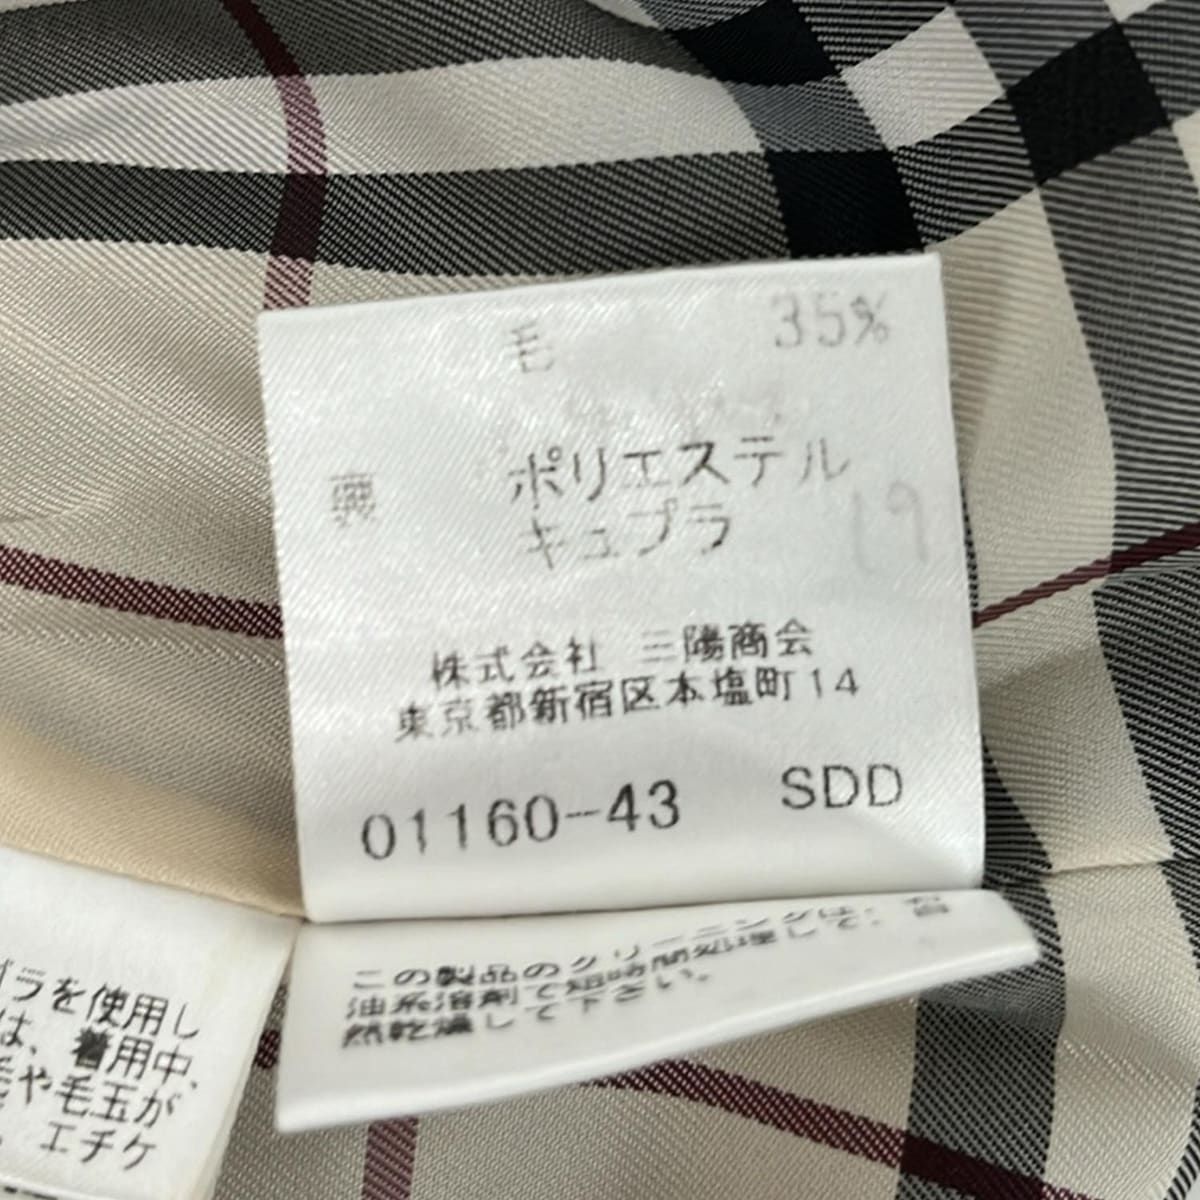 毛 35%
裏 ポリエステル
キュプラ 19
株式会社 三陽商会
東京都新宿区本塩町14
01160-43 SDD
この製品のクリーニングは、
油系溶剤で短時間処理し、自
然乾燥して下さい。
ゴラを使用し
は、着用中、
毛や毛玉が
。エチケ